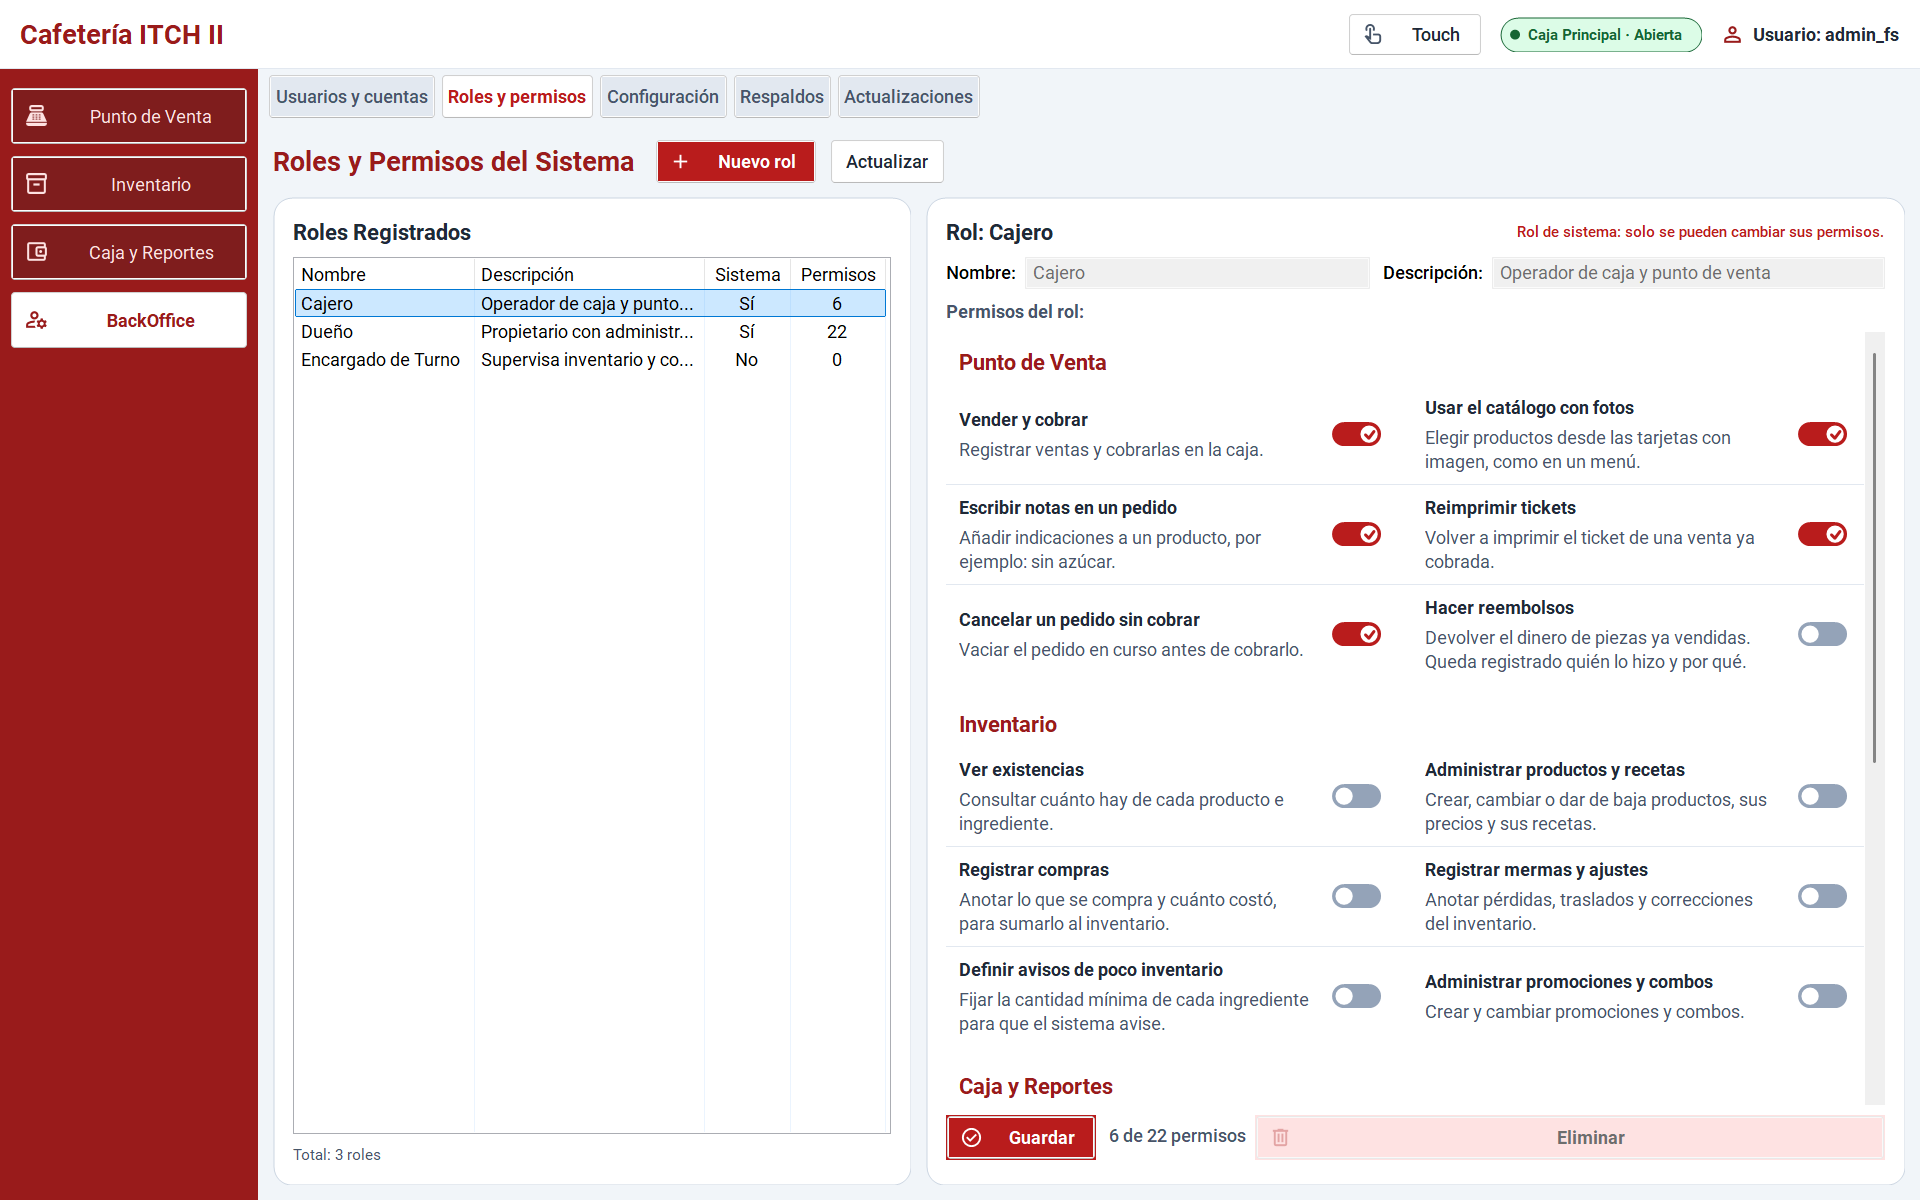 Cafetería ITCH II
Touch
Caja Principal · Abierta
Usuario: admin_fs
Punto de Venta
Inventario
Caja y Reportes
BackOffice
Usuarios y cuentas
Roles y permisos
Configuración
Respaldos
Actualizaciones
Roles y Permisos del Sistema
Nuevo rol
Actualizar
Roles Registrados
Nombre Descripción Sistema Permisos
Cajero Operador de caja y punto... Sí 6
Dueño Propietario con administr... Sí 22
Encargado de Turno Supervisa inventario y co... No 0
Total: 3 roles
Rol: Cajero
Rol de sistema: solo se pueden cambiar sus permisos.
Nombre: Cajero
Descripción: Operador de caja y punto de venta
Permisos del rol:
Punto de Venta
Vender y cobrar
Registrar ventas y cobrarlas en la caja.
Usar el catálogo con fotos
Elegir productos desde las tarjetas con
imagen, como en un menú.
Escribir notas en un pedido
Añadir indicaciones a un producto, por
ejemplo: sin azúcar.
Reimprimir tickets
Volver a imprimir el ticket de una venta ya
cobrada.
Cancelar un pedido sin cobrar
Vaciar el pedido en curso antes de cobrarlo.
Hacer reembolsos
Devolver el dinero de piezas ya vendidas.
Queda registrado quién lo hizo y por qué.
Inventario
Ver existencias
Consultar cuánto hay de cada producto e
ingrediente.
Administrar productos y recetas
Crear, cambiar o dar de baja productos, sus
precios y sus recetas.
Registrar compras
Anotar lo que se compra y cuánto costó,
para sumarlo al inventario.
Registrar mermas y ajustes
Anotar pérdidas, traslados y correcciones
del inventario.
Definir avisos de poco inventario
Fijar la cantidad mínima de cada ingrediente
para que el sistema avise.
Administrar promociones y combos
Crear y cambiar promociones y combos.
Caja y Reportes
Guardar
6 de 22 permisos
Eliminar